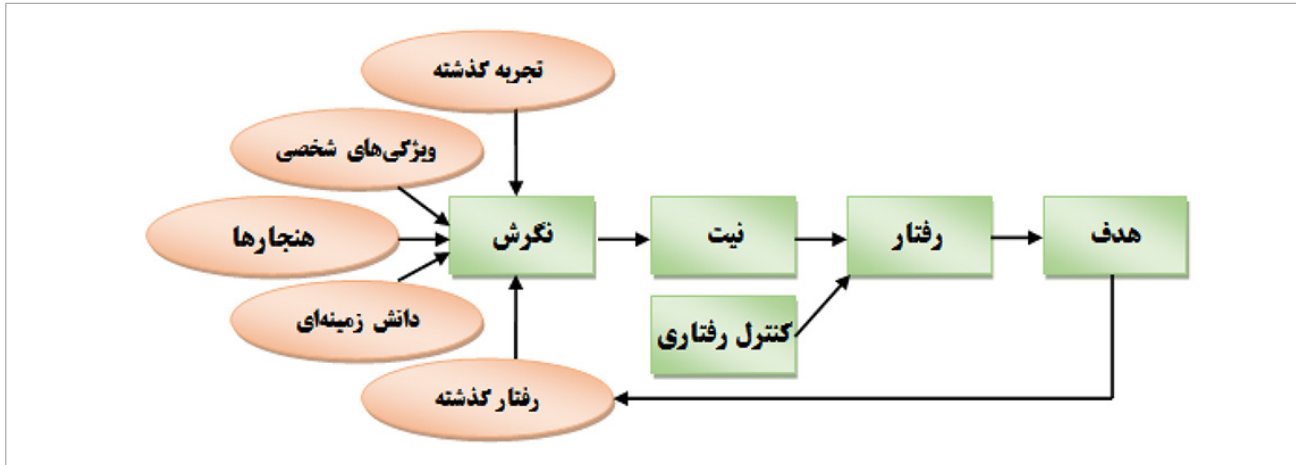 تجربه گذشته
ویژگی‌های شخصی
هنجارها
نگرش
نیت
رفتار
هدف
دانش زمینه‌ای
کنترل رفتاری
رفتار گذشته